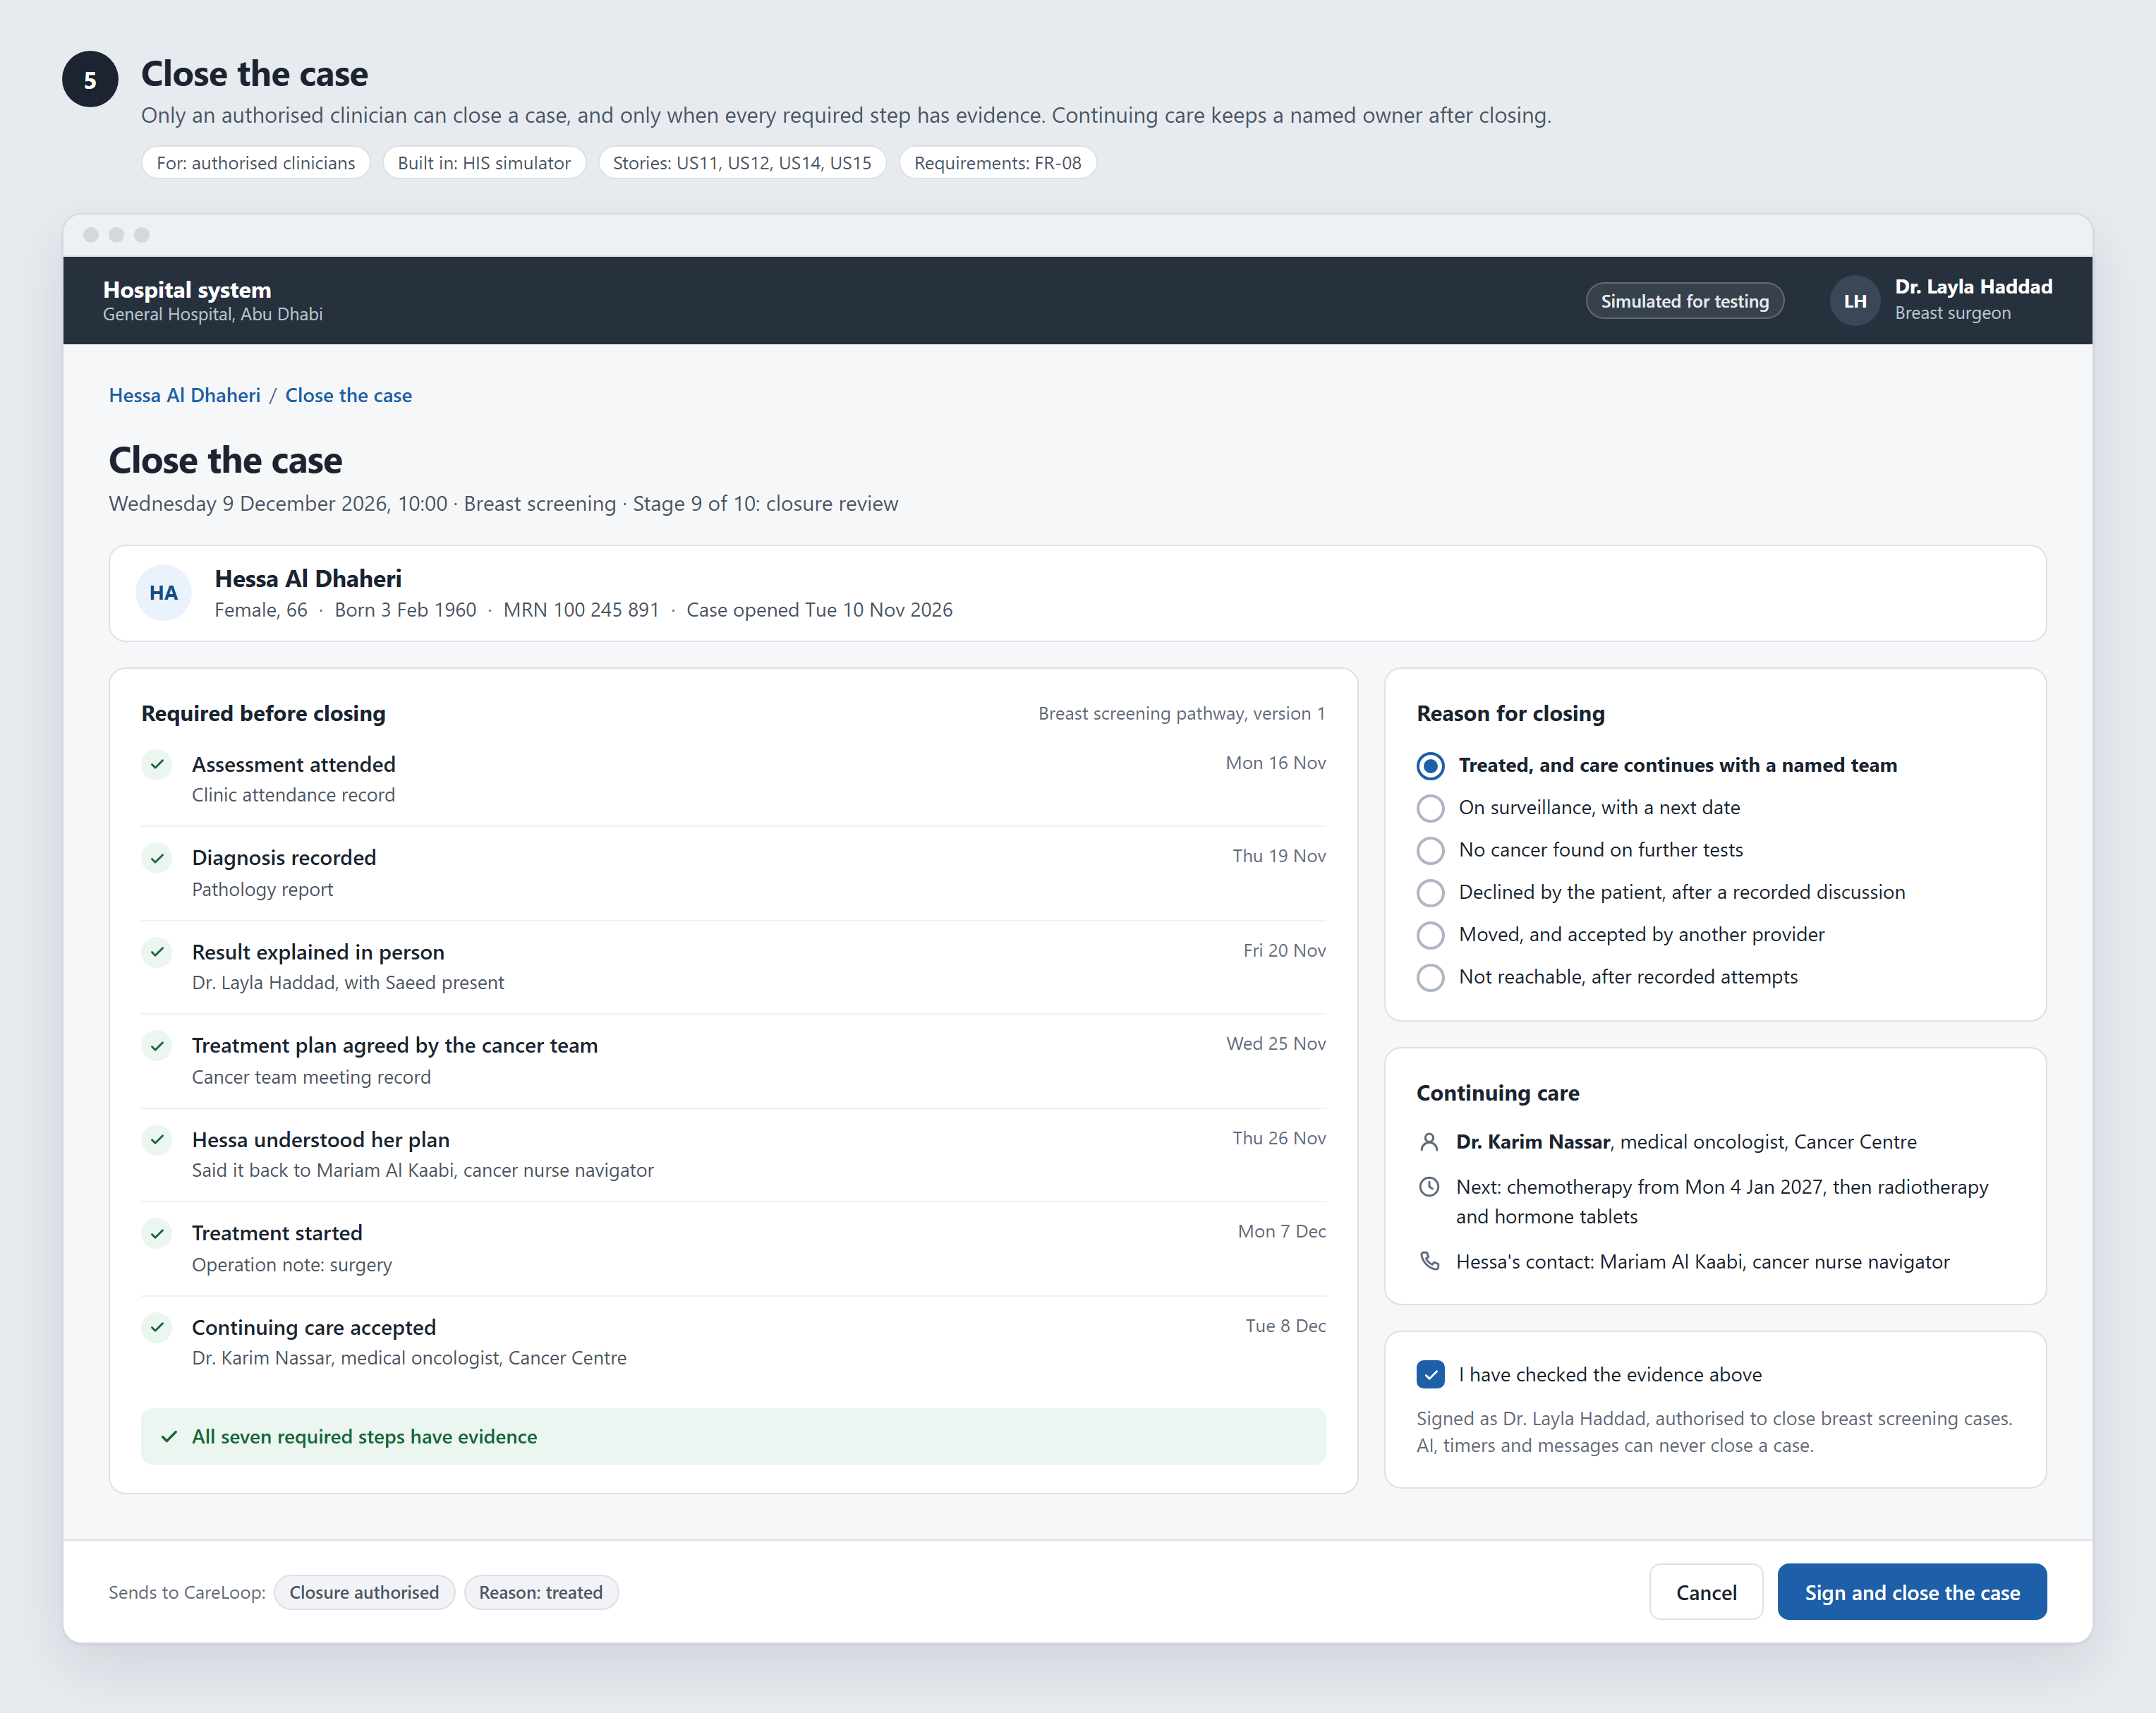 5
Close the case
Only an authorised clinician can close a case, and only when every required step has evidence. Continuing care keeps a named owner after closing.
For: authorised clinicians
Built in: HIS simulator
Stories: US11, US12, US14, US15
Requirements: FR-08
Hospital system
General Hospital, Abu Dhabi
Simulated for testing
LH
Dr. Layla Haddad
Breast surgeon
Hessa Al Dhaheri / Close the case
Close the case
Wednesday 9 December 2026, 10:00 · Breast screening · Stage 9 of 10: closure review
HA
Hessa Al Dhaheri
Female, 66 · Born 3 Feb 1960 · MRN 100 245 891 · Case opened Tue 10 Nov 2026
Required before closing
Breast screening pathway, version 1
Assessment attended
Mon 16 Nov
Clinic attendance record
Diagnosis recorded
Thu 19 Nov
Pathology report
Result explained in person
Fri 20 Nov
Dr. Layla Haddad, with Saeed present
Treatment plan agreed by the cancer team
Wed 25 Nov
Cancer team meeting record
Hessa understood her plan
Thu 26 Nov
Said it back to Mariam Al Kaabi, cancer nurse navigator
Treatment started
Mon 7 Dec
Operation note: surgery
Continuing care accepted
Tue 8 Dec
Dr. Karim Nassar, medical oncologist, Cancer Centre
All seven required steps have evidence
Reason for closing
Treated, and care continues with a named team
On surveillance, with a next date
No cancer found on further tests
Declined by the patient, after a recorded discussion
Moved, and accepted by another provider
Not reachable, after recorded attempts
Continuing care
Dr. Karim Nassar, medical oncologist, Cancer Centre
Next: chemotherapy from Mon 4 Jan 2027, then radiotherapy
and hormone tablets
Hessa's contact: Mariam Al Kaabi, cancer nurse navigator
I have checked the evidence above
Signed as Dr. Layla Haddad, authorised to close breast screening cases.
AI, timers and messages can never close a case.
Sends to CareLoop:
Closure authorised
Reason: treated
Cancel
Sign and close the case